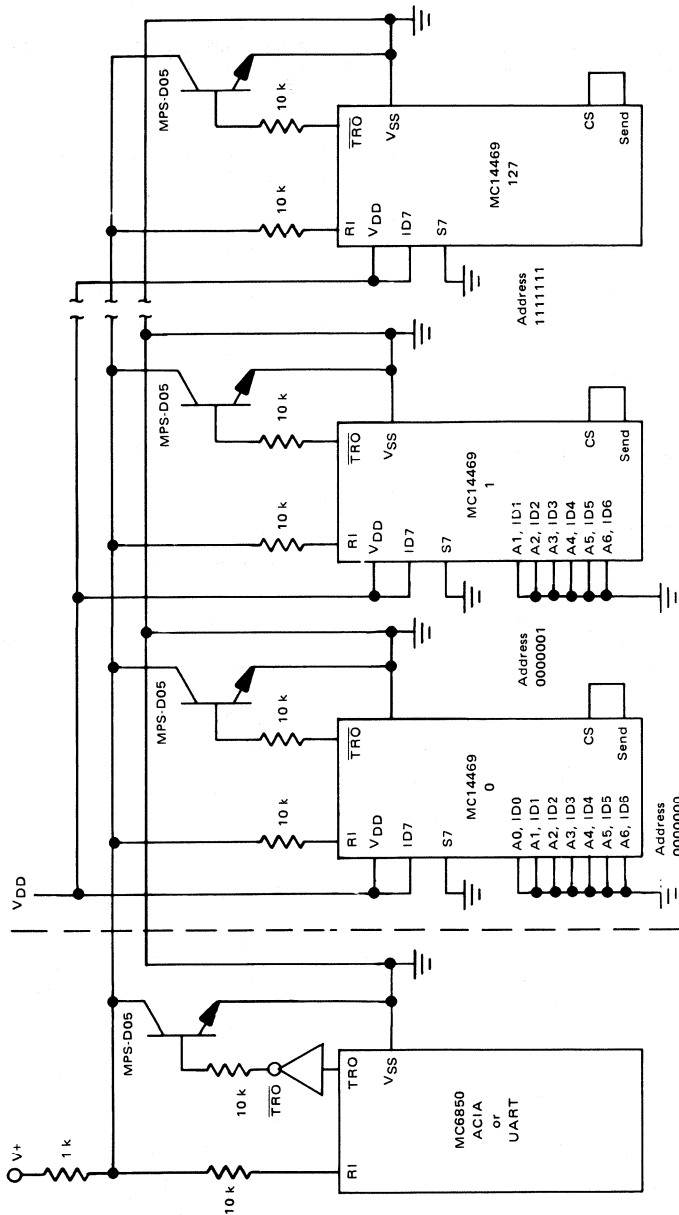 V+
1 k
10 k
MPS-D05
10 k
TRO
RI
TRO
VSS
MC6850
ACIA
or
UART
VDD
MPS-D05
10 k
10 k
RI
VDD
ID7
S7
TRO
VSS
MC14469
0
A0, ID0
A1, ID1
A2, ID2
A3, ID3
A4, ID4
A5, ID5
A6, ID6
CS
Send
Address
0000000
MPS-D05
10 k
10 k
RI
VDD
ID7
S7
TRO
VSS
MC14469
1
A1, ID1
A2, ID2
A3, ID3
A4, ID4
A5, ID5
A6, ID6
CS
Send
Address
0000001
MPS-D05
10 k
10 k
RI
VDD
ID7
S7
TRO
VSS
MC14469
127
CS
Send
Address
1111111